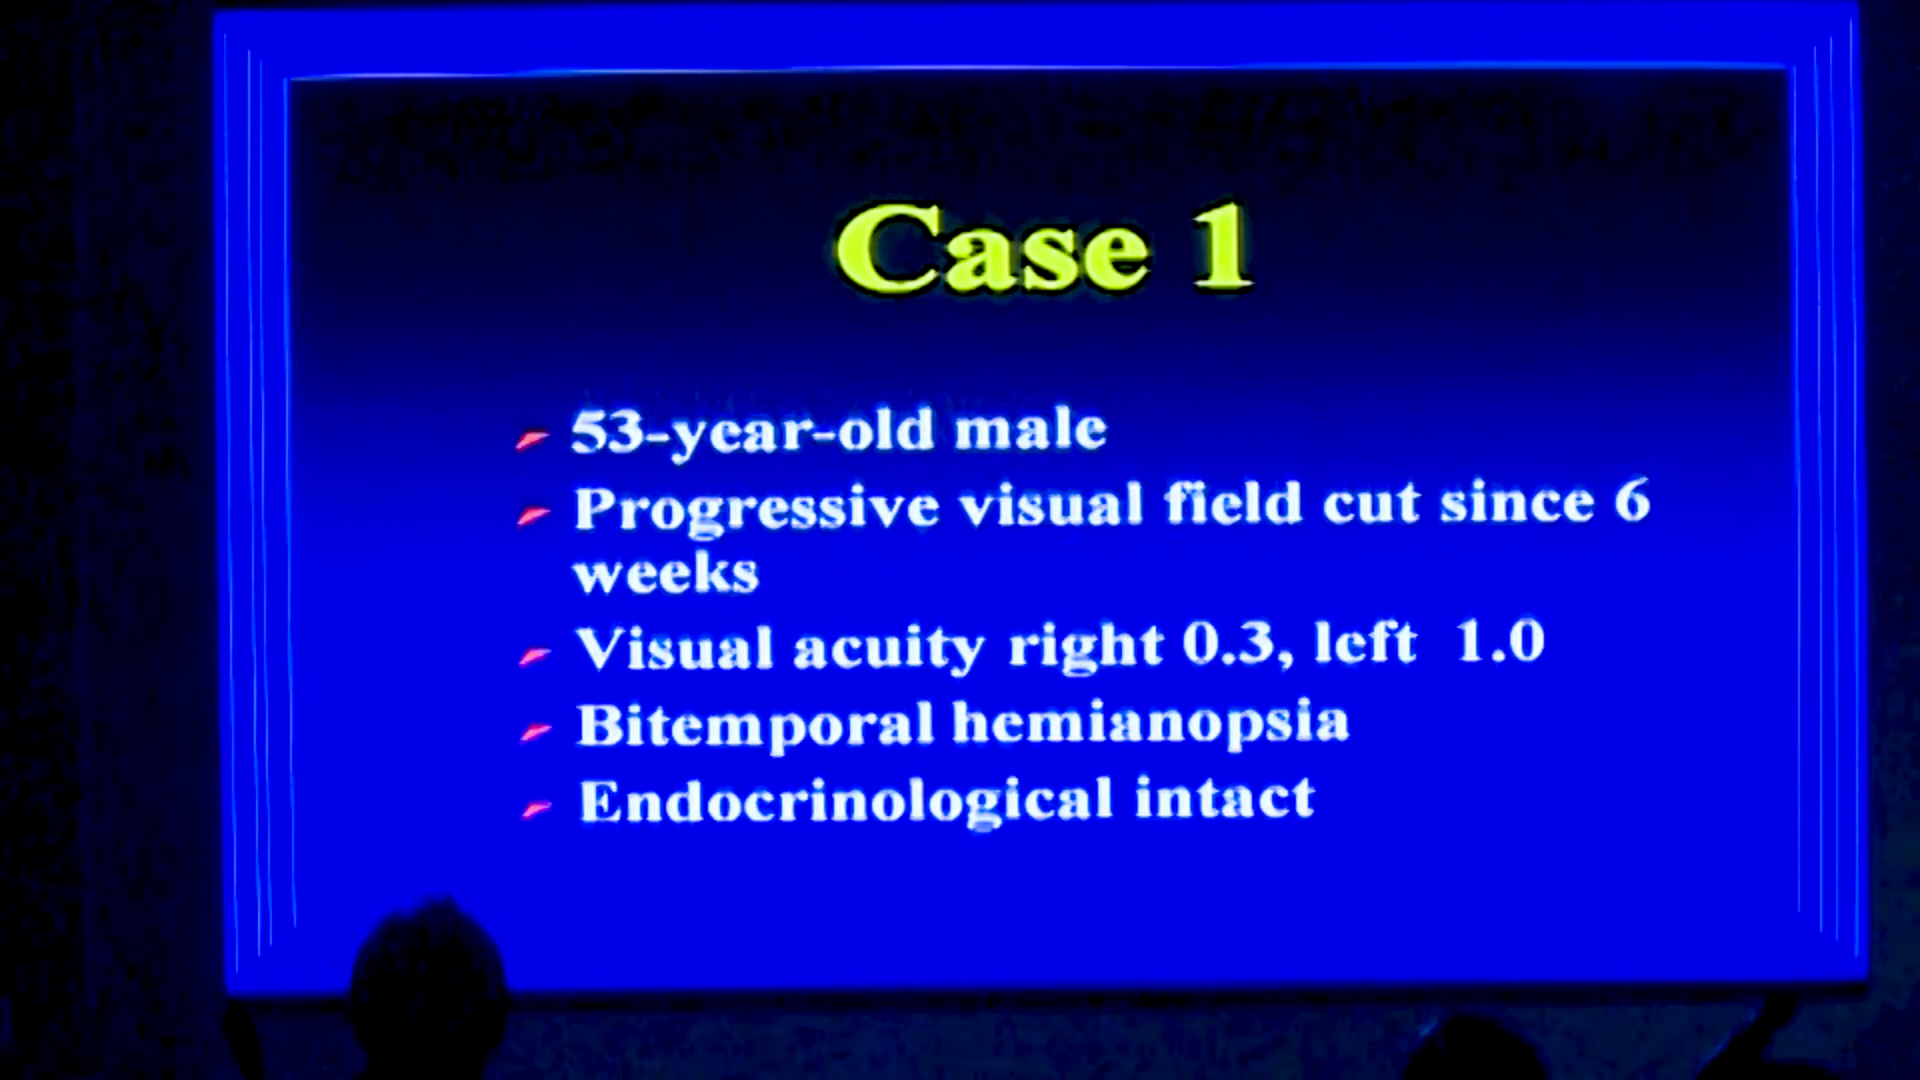 Case 1
53-year-old male
Progressive visual field cut since 6
weeks
Visual acuity right 0.3, left 1.0
Bitemporal hemianopsia
Endocrinological intact